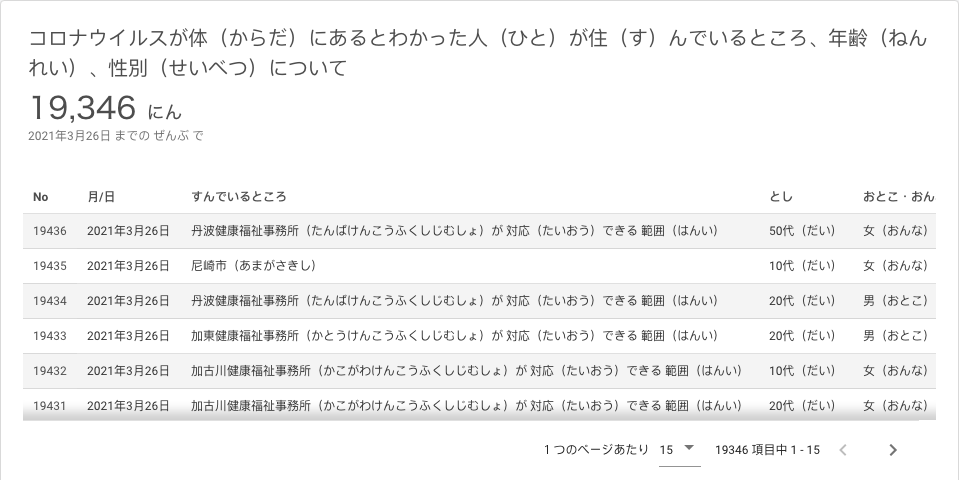 コロナウイルスが体（からだ）にあるとわかった人（ひと）が住（す）んでいるところ、年齢（ねん
れい）、性別（せいべつ）について
19,346 にん
2021年3月26日 までの ぜんぶ で
No 月/日 すんでいるところ とし おとこ・おん
19436 2021年3月26日 丹波健康福祉事務所（たんばけんこうふくしじむしょ）が 対応（たいおう）できる 範囲（はんい） 50代（だい） 女（おんな）
19435 2021年3月26日 尼崎市（あまがさきし） 10代（だい） 女（おんな）
19434 2021年3月26日 丹波健康福祉事務所（たんばけんこうふくしじむしょ）が 対応（たいおう）できる 範囲（はんい） 20代（だい） 男（おとこ）
19433 2021年3月26日 加東健康福祉事務所（かとうけんこうふくしじむしょ）が 対応（たいおう）できる 範囲（はんい） 20代（だい） 男（おとこ）
19432 2021年3月26日 加古川健康福祉事務所（かこがわけんこうふくしじむしょ）が 対応（たいおう）できる 範囲（はんい） 10代（だい） 女（おんな）
19431 2021年3月26日 加古川健康福祉事務所（かこがわけんこうふくしじむしょ）が 対応（たいおう）できる 範囲（はんい） 20代（だい） 女（おんな）
1 つのページあたり 15 19346 項目中 1 - 15